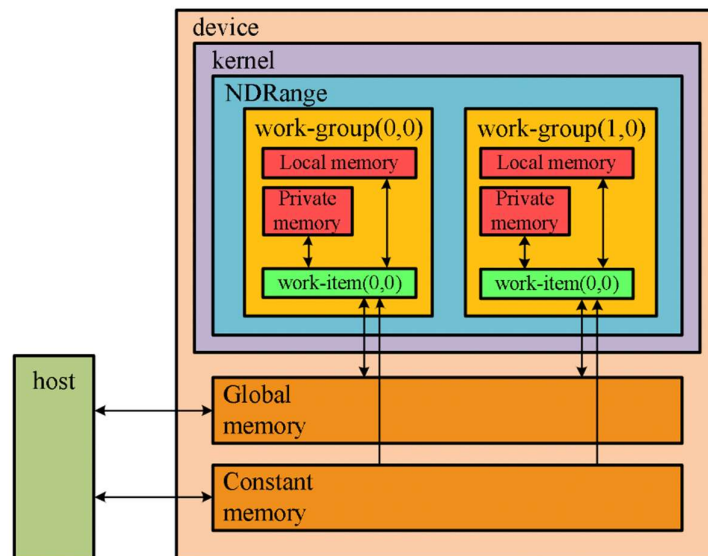 device
kernel
NDRange
work-group(0,0)
Local memory
Private
memory
work-item(0,0)
work-group(1,0)
Local memory
Private
memory
work-item(0,0)
host
Global
memory
Constant
memory